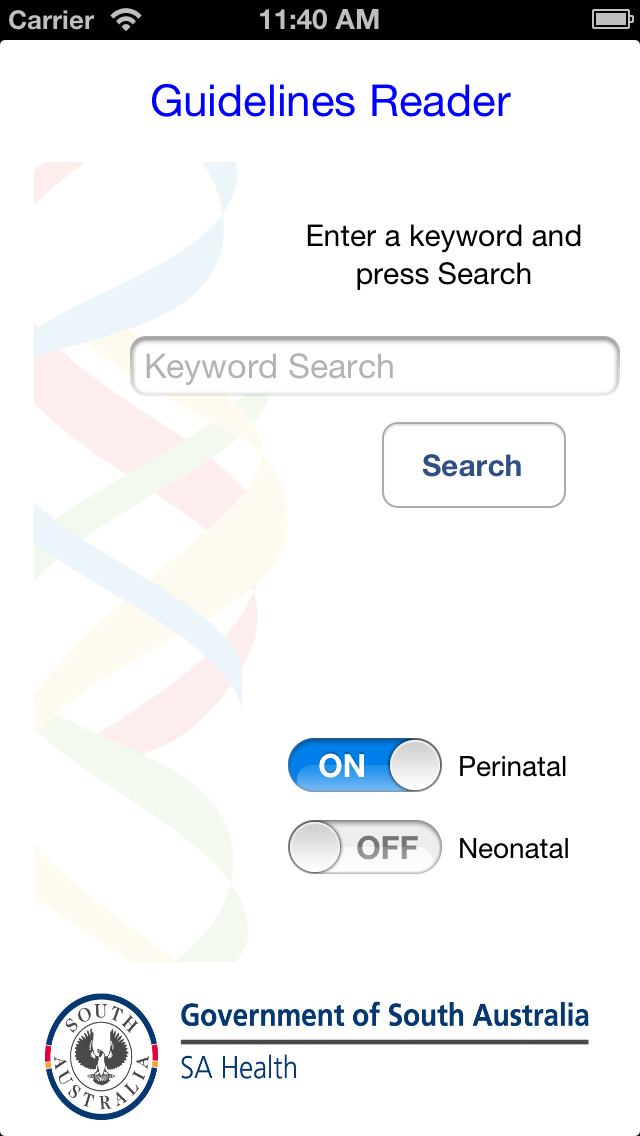 Carrier 11:40 AM
Guidelines Reader
Enter a keyword and
press Search
Keyword Search
Search
ON Perinatal
OFF Neonatal
SOUTH AUSTRALIA
Government of South Australia
SA Health